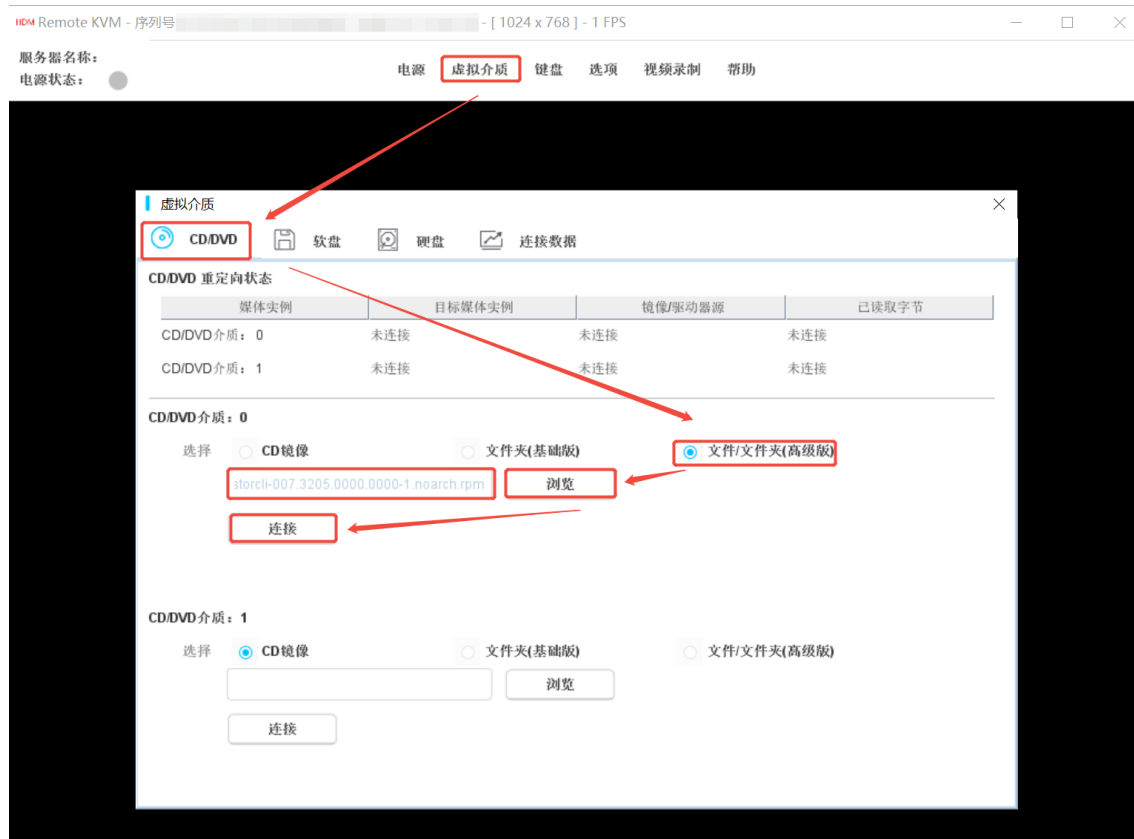 HDM Remote KVM - 序列号 - [ 1024 x 768 ] - 1 FPS
服务器名称:
电源状态:
电源 虚拟介质 键盘 选项 视频录制 帮助
虚拟介质
CD/DVD 软盘 硬盘 连接数据
CD/DVD 重定向状态
媒体实例 目标媒体实例 镜像/驱动器源 已读取字节
CD/DVD介质: 0 未连接 未连接 未连接
CD/DVD介质: 1 未连接 未连接 未连接
CD/DVD介质: 0
选择 CD镜像 文件夹(基础版) 文件/文件夹(高级版)
storcli-007.3205.0000.0000-1.noarch.rpm 浏览
连接
CD/DVD介质: 1
选择 CD镜像 文件夹(基础版) 文件/文件夹(高级版)
浏览
连接